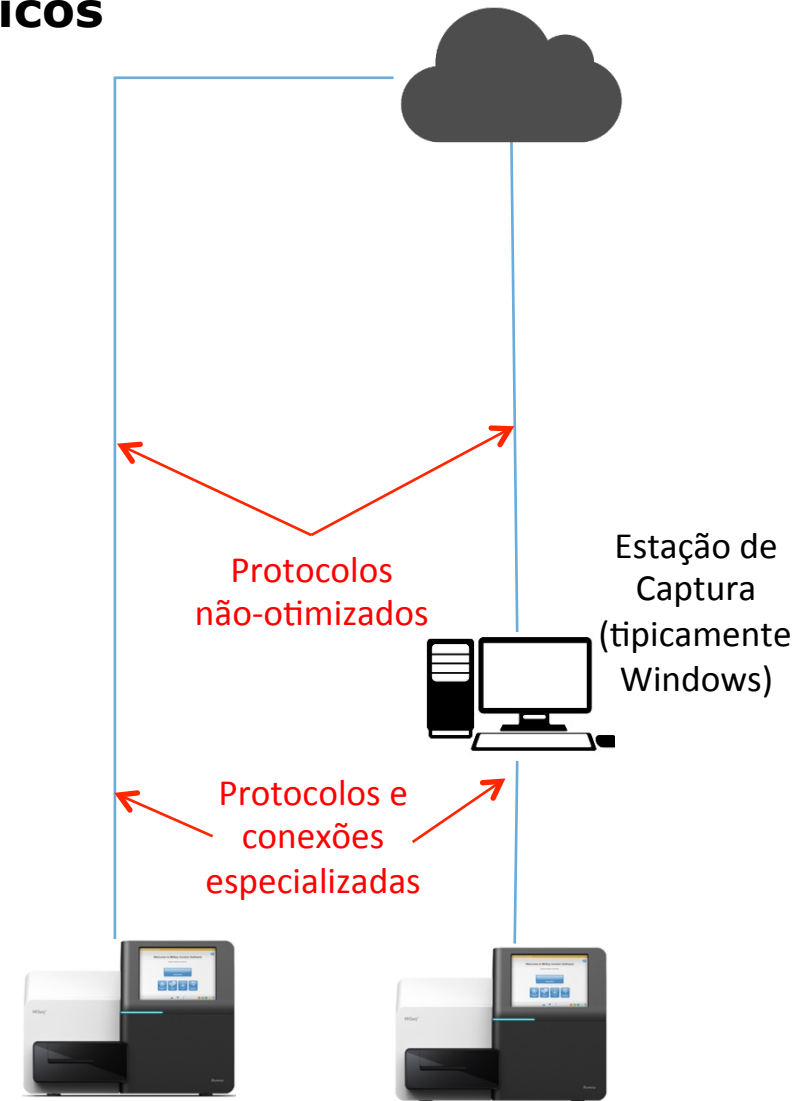 icos
Protocolos
não-otimizados
Estação de
Captura
(tipicamente
Windows)
Protocolos e
conexões
especializadas